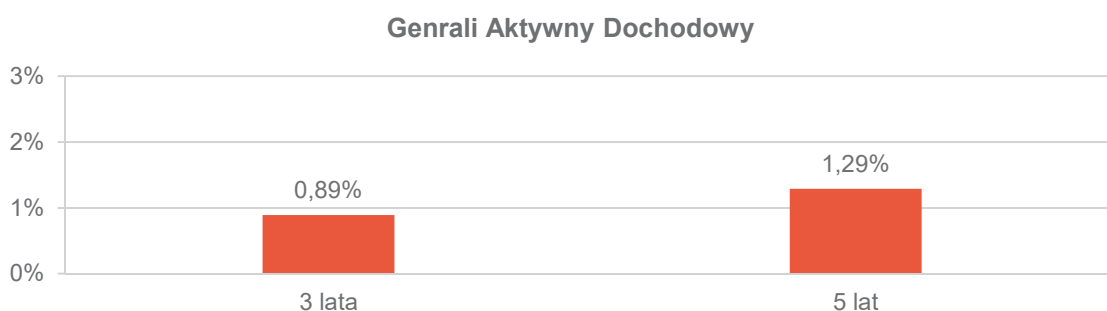 Genrali Aktywny Dochodowy
3%
2%
1,29%
0,89%
1%
0%
3 lata
5 lat